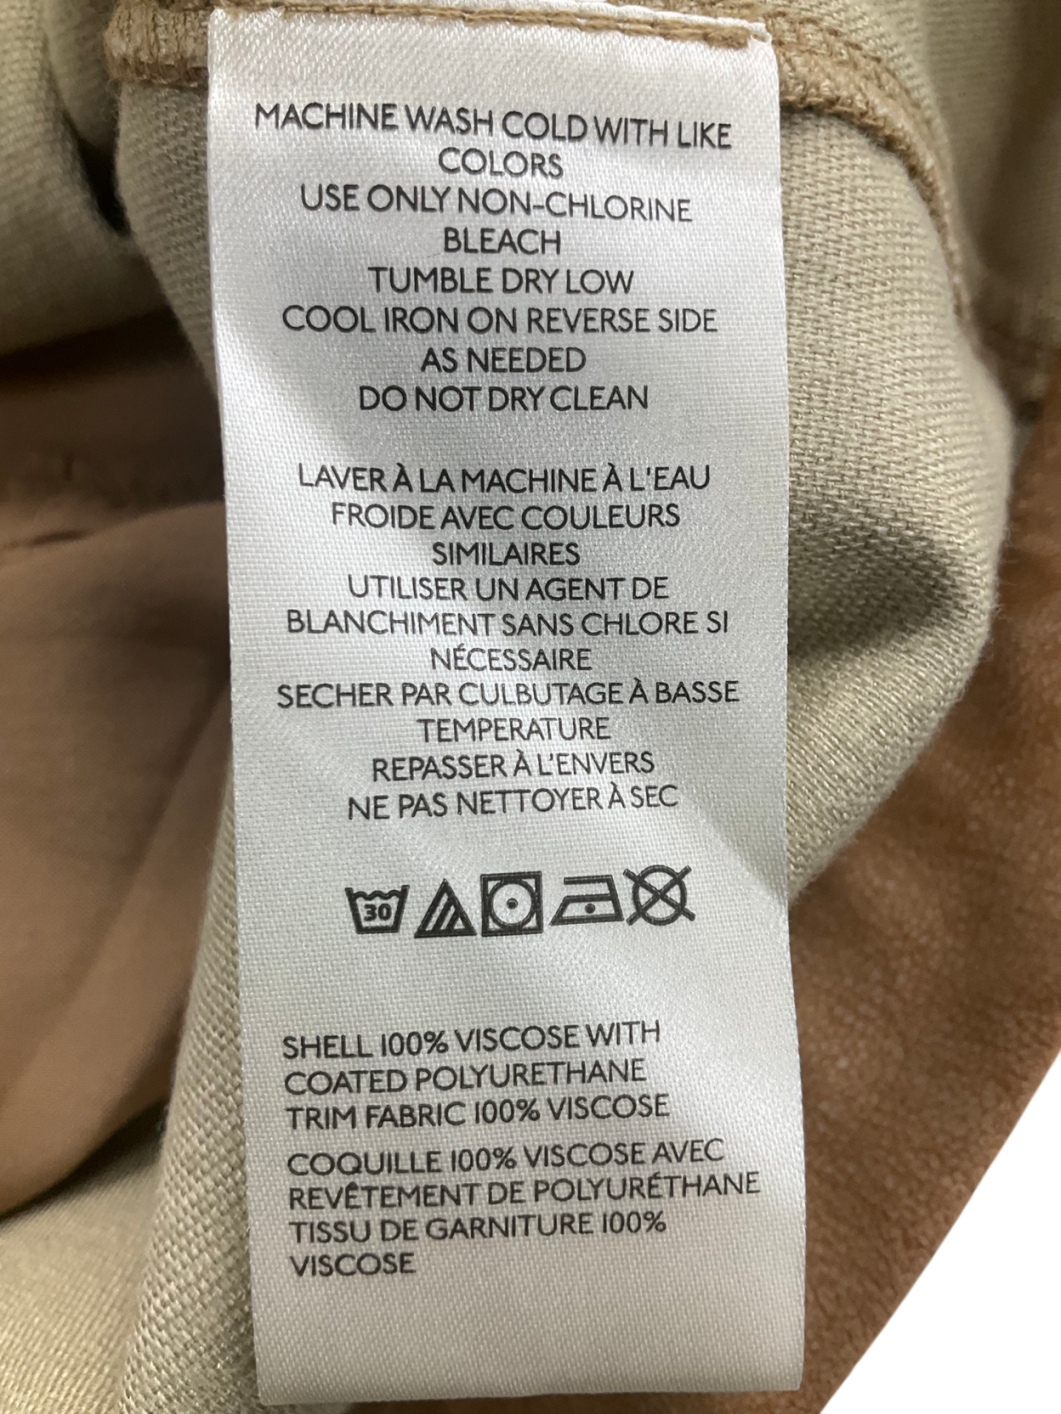 MACHINE WASH COLD WITH LIKE
COLORS
USE ONLY NON-CHLORINE
BLEACH
TUMBLE DRY LOW
COOL IRON ON REVERSE SIDE
AS NEEDED
DO NOT DRY CLEAN
LAVER À LA MACHINE À L'EAU
FROIDE AVEC COULEURS
SIMILAIRES
UTILISER UN AGENT DE
BLANCHIMENT SANS CHLORE SI
NÉCESSAIRE
SECHER PAR CULBUTAGE À BASSE
TEMPERATURE
REPASSER À L'ENVERS
NE PAS NETTOYER À SEC
30
SHELL 100% VISCOSE WITH
COATED POLYURETHANE
TRIM FABRIC 100% VISCOSE
COQUILLE 100% VISCOSE AVEC
REVÊTEMENT DE POLYURÉTHANE
TISSU DE GARNITURE 100%
VISCOSE